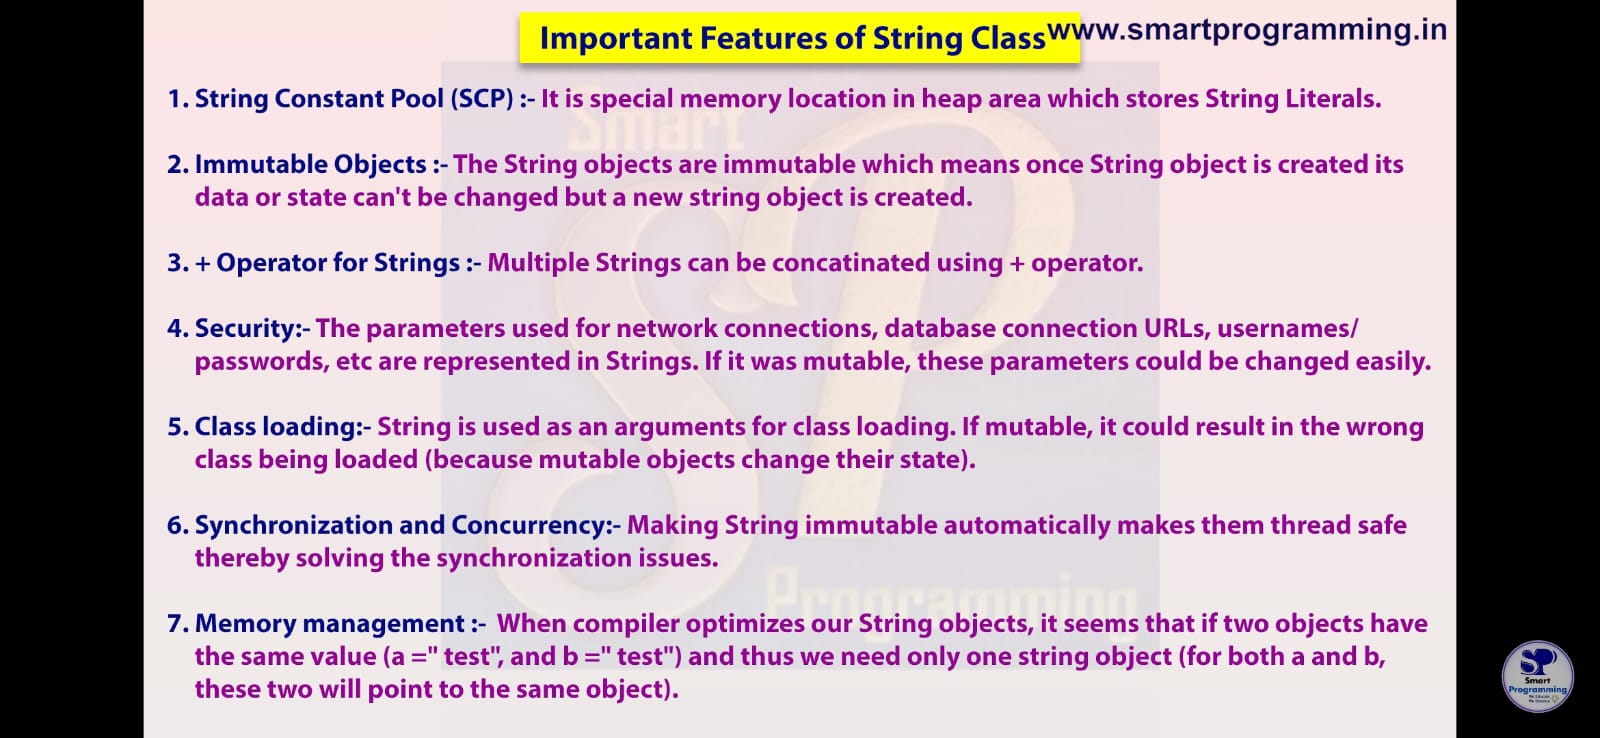 Important Features of String Class
www.smartprogramming.in
1. String Constant Pool (SCP) :- It is special memory location in heap area which stores String Literals.
2. Immutable Objects :- The String objects are immutable which means once String object is created its
data or state can't be changed but a new string object is created.
3. + Operator for Strings :- Multiple Strings can be concatinated using + operator.
4. Security:- The parameters used for network connections, database connection URLs, usernames/
passwords, etc are represented in Strings. If it was mutable, these parameters could be changed easily.
5. Class loading:- String is used as an arguments for class loading. If mutable, it could result in the wrong
class being loaded (because mutable objects change their state).
6. Synchronization and Concurrency:- Making String immutable automatically makes them thread safe
thereby solving the synchronization issues.
7. Memory management :- When compiler optimizes our String objects, it seems that if two objects have
the same value (a =" test", and b =" test") and thus we need only one string object (for both a and b,
these two will point to the same object).
Smart
SP
Programming
SP
Smart
Programming